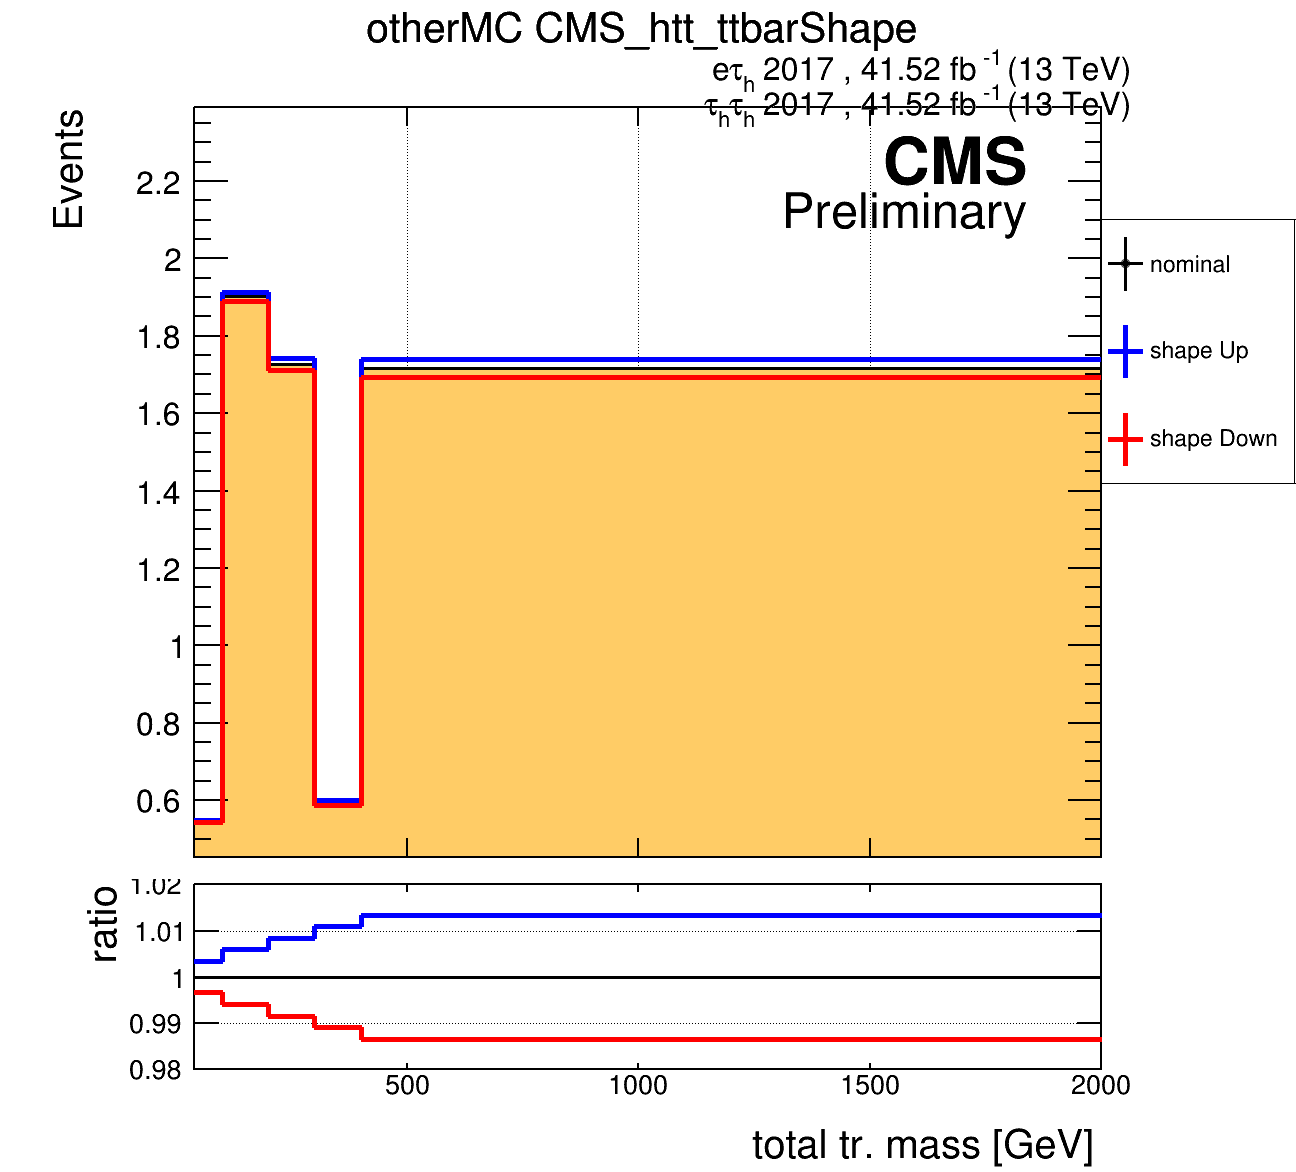 otherMC CMS_htt_ttbarShape
eτh 2017 , 41.52 fb -1 (13 TeV)
τhτh 2017 , 41.52 fb -1 (13 TeV)
Events
CMS
Preliminary
2.2
2
1.8
1.6
1.4
1.2
1
0.8
0.6
nominal
shape Up
shape Down
ratio
1.02
1.01
1
0.99
0.98
500
1000
1500
2000
total tr. mass [GeV]